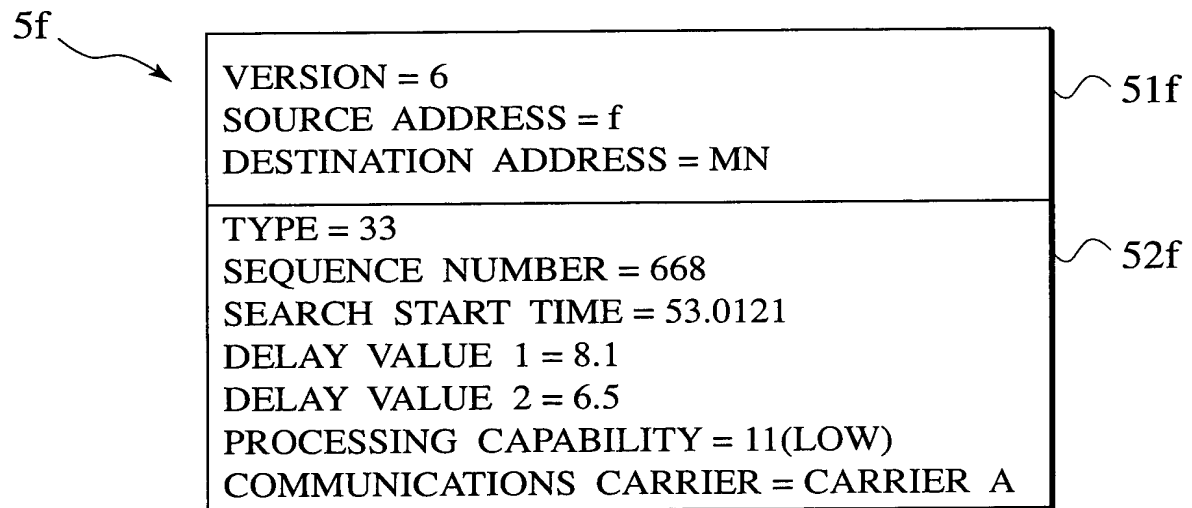 5f
VERSION = 6
SOURCE ADDRESS = f
DESTINATION ADDRESS = MN
51f
TYPE = 33
SEQUENCE NUMBER = 668
SEARCH START TIME = 53.0121
DELAY VALUE 1 = 8.1
DELAY VALUE 2 = 6.5
PROCESSING CAPABILITY = 11(LOW)
COMMUNICATIONS CARRIER = CARRIER A
52f